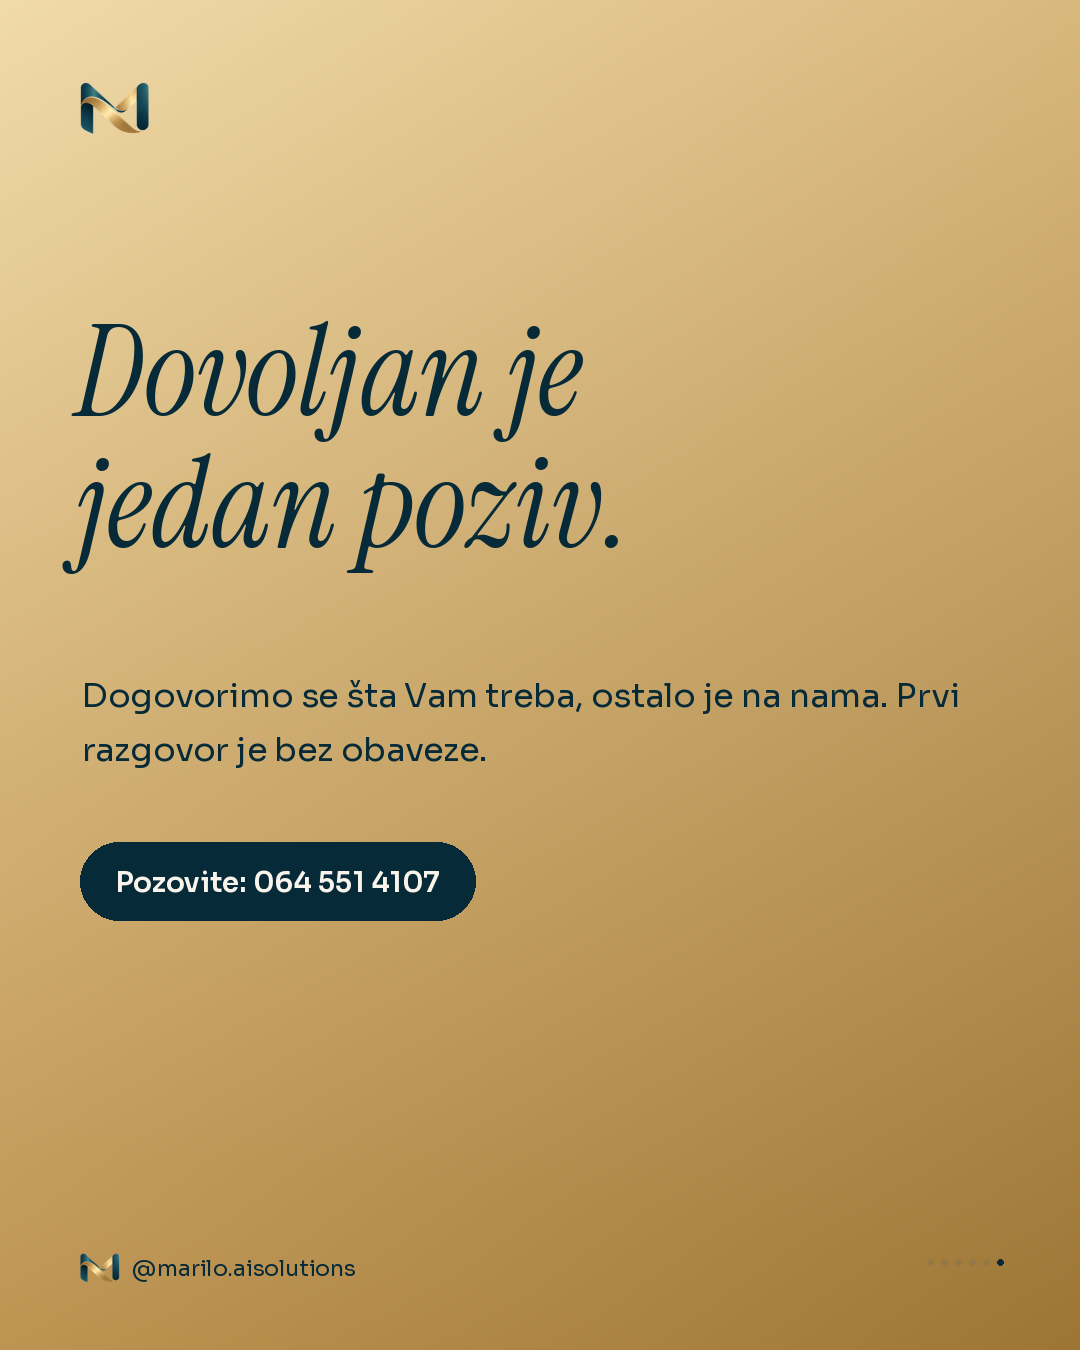 Dovoljan je
jedan poziv.
Dogovorimo se šta Vam treba, ostalo je na nama. Prvi
razgovor je bez obaveze.
Pozovite: 064 551 4107
@marilo.aisolutions